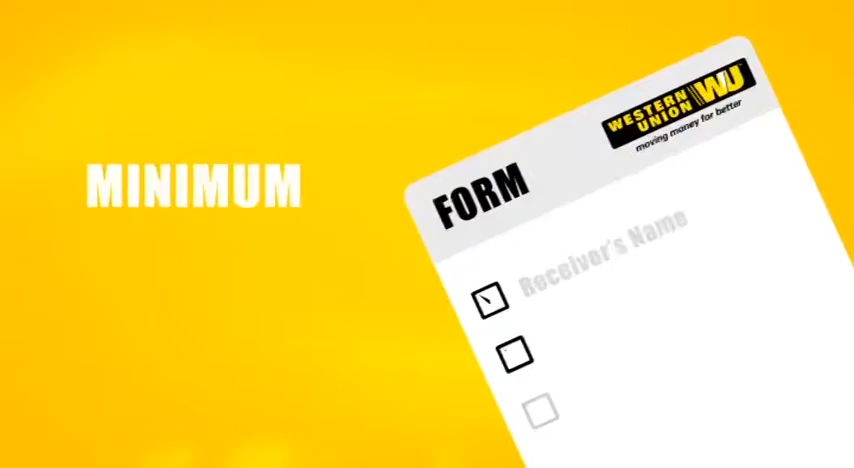 MINIMUM
WESTERN
UNION WU
moving money for better
FORM
Receiver's Name